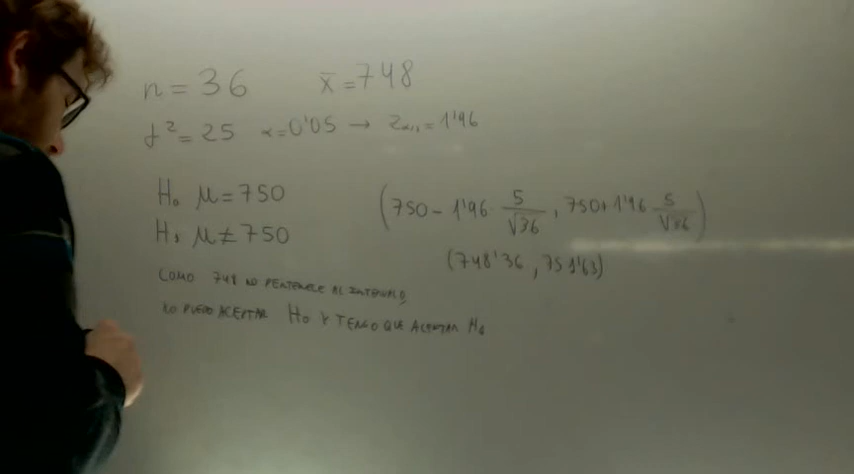 n = 36 x̄ = 748
σ² = 25 α = 0'05 → Zα/2 = 1'96
H₀ μ = 750
(750 - 1'96 · 5/√36 , 750 + 1'96 5/√36)
H₁ μ ≠ 750
(748'36 , 751'63)
COMO 748 NO PERTENECE AL INTERVALO,
NO PUEDO ACEPTAR H₀ Y TENGO QUE ACEPTAR H₁